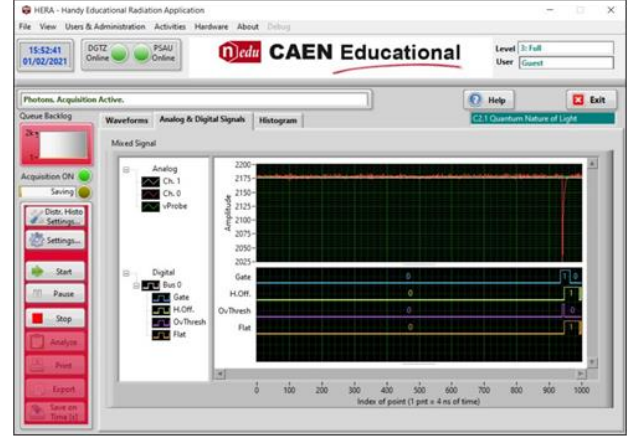 HERA - Handy Educational Radiation Application
File View Users & Administration Activities Hardware About Debug
15:52:41
01/02/2021
DGTZ Online
PSAU Online
n)edu CAEN Educational
Level 3: Full
User Guest
Photons. Acquisition Active.
Help
Exit
Queue Backlog
Waveforms Analog & Digital Signals Histogram
C2.1 Quantum Nature of Light
2k
1
Mixed Signal
Acquisition ON
Saving
Distr. Histo Settings...
Settings...
Start
Pause
Stop
Analyze
Print
Export
Save on Time [s]
Analog
Ch. 1
Ch. 0
vProbe
Digital
Bus 0
Gate
H.Off.
OvThresh
Flat
Amplitude
2200
2175
2150
2125
2100
2075
2050
2025
Gate 0 1 0
H.Off. 0 1
OvThresh 0 0
Flat 0 1
0 100 200 300 400 500 600 700 800 900 1000
Index of point (1 pnt = 4 ns of time)